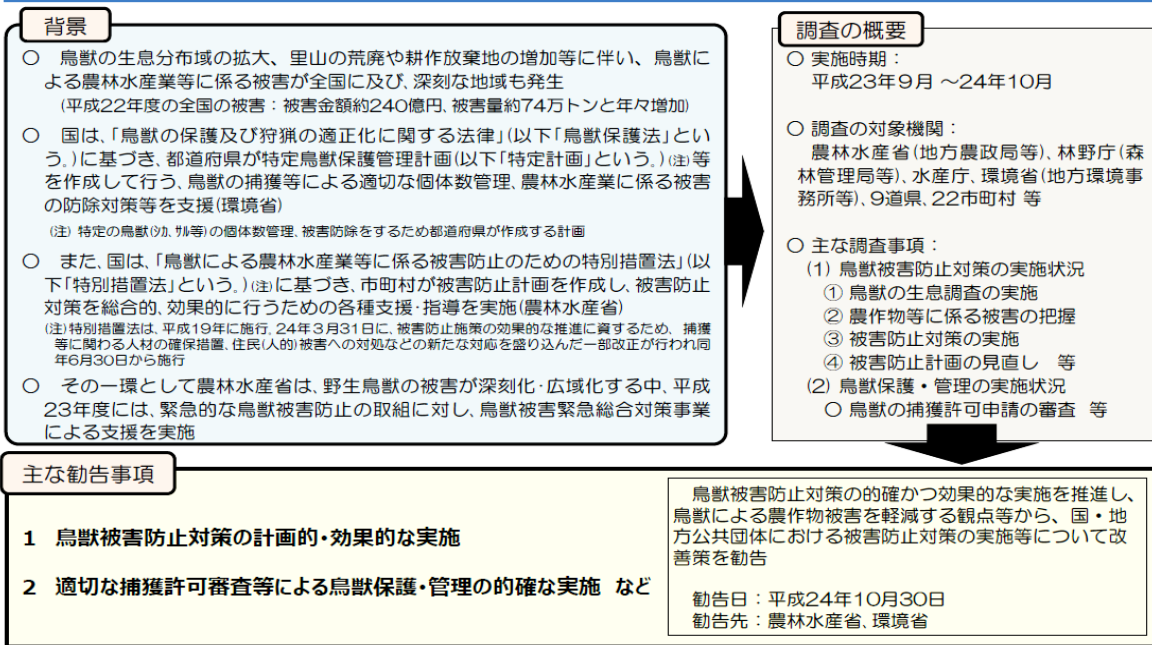 背景
○ 鳥獣の生息分布域の拡大、里山の荒廃や耕作放棄地の増加等に伴い、鳥獣に
よる農林水産業等に係る被害が全国に及び、深刻な地域も発生
(平成22年度の全国の被害：被害金額約240億円、被害量約74万トンと年々増加)
○ 国は、「鳥獣の保護及び狩猟の適正化に関する法律」(以下「鳥獣保護法」とい
う。)に基づき、都道府県が特定鳥獣保護管理計画(以下「特定計画」という。)(注)等
を作成して行う、鳥獣の捕獲等による適切な個体数管理、農林水産業に係る被害
の防除対策等を支援(環境省)
(注) 特定の鳥獣(ｼｶ、ｻﾙ等)の個体数管理、被害防除をするため都道府県が作成する計画
○ また、国は、「鳥獣による農林水産業等に係る被害防止のための特別措置法」(以
下「特別措置法」という。)(注)に基づき、市町村が被害防止計画を作成し、被害防止
対策を総合的、効果的に行うための各種支援・指導を実施(農林水産省)
(注)特別措置法は、平成19年に施行、24年３月31日に、被害防止施策の効果的な推進に資するため、捕獲
等に関わる人材の確保措置、住民(人的)被害への対処などの新たな対応を盛り込んだ一部改正が行われ同
年6月30日から施行
○ その一環として農林水産省は、野生鳥獣の被害が深刻化・広域化する中、平成
23年度には、緊急的な鳥獣被害防止の取組に対し、鳥獣被害緊急総合対策事業
による支援を実施
調査の概要
○ 実施時期：
平成23年９月 ～24年10月
○ 調査の対象機関：
農林水産省(地方農政局等)、林野庁(森
林管理局等)、水産庁、環境省(地方環境事
務所等)、9道県、22市町村 等
○ 主な調査事項：
(1) 鳥獣被害防止対策の実施状況
① 鳥獣の生息調査の実施
② 農作物等に係る被害の把握
③ 被害防止対策の実施
④ 被害防止計画の見直し 等
(2) 鳥獣保護・管理の実施状況
○ 鳥獣の捕獲許可申請の審査 等
主な勧告事項
1 鳥獣被害防止対策の計画的・効果的な実施
2 適切な捕獲許可審査等による鳥獣保護・管理の的確な実施 など
鳥獣被害防止対策の的確かつ効果的な実施を推進し、
鳥獣による農作物被害を軽減する観点等から、国・地
方公共団体における被害防止対策の実施等について改
善策を勧告
勧告日：平成24年10月30日
勧告先：農林水産省、環境省